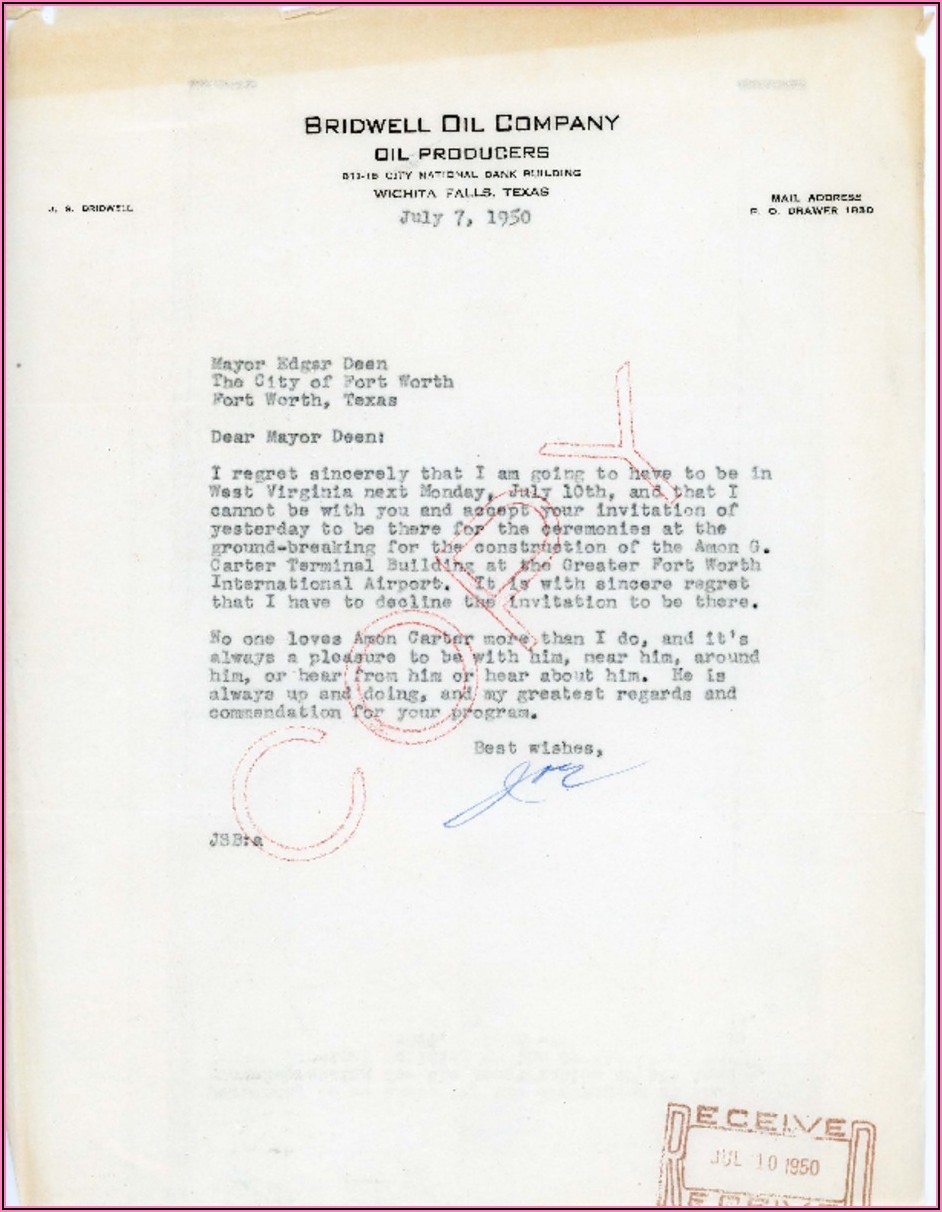 BRIDWELL OIL COMPANY
OIL PRODUCERS
CITY NATIONAL BANK BUILDING
WICHITA FALLS, TEXAS
J. S. BRIDWELL
MAIL ADDRESS
P. O. DRAWER 1830
July 7, 1950
Mayor Edgar Deen
The City of Fort Worth
Fort Worth, Texas
Dear Mayor Deen:
I regret sincerely that I am going to have to be in
West Virginia next Monday, July 10th, and that I
cannot be with you and accept your invitation of
yesterday to be there for the ceremonies at the
ground-breaking for the construction of the Amon G.
Carter Terminal Building at the Greater Fort Worth
International Airport. It is with sincere regret
that I have to decline the invitation to be there.
No one loves Amon Carter more than I do, and it's
always a pleasure to be with him, near him, around
him, or hear from him or hear about him. He is
always up and doing, and my greatest regards and
commendation for your program.
Best wishes,
Joe
JSB:a
COPY
RECEIVED
JUL 10 1950
RECEIVED